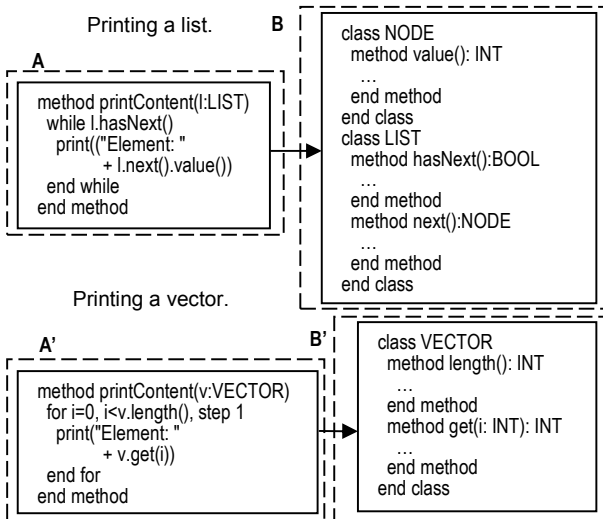 Printing a list.
A
method printContent(l:LIST)
while l.hasNext()
print(("Element: "
+ l.next().value())
end while
end method
B
class NODE
method value(): INT
...
end method
end class
class LIST
method hasNext():BOOL
...
end method
method next():NODE
...
end method
end class
Printing a vector.
A'
method printContent(v:VECTOR)
for i=0, i<v.length(), step 1
print("Element: "
+ v.get(i))
end for
end method
B'
class VECTOR
method length(): INT
...
end method
method get(i: INT): INT
...
end method
end class